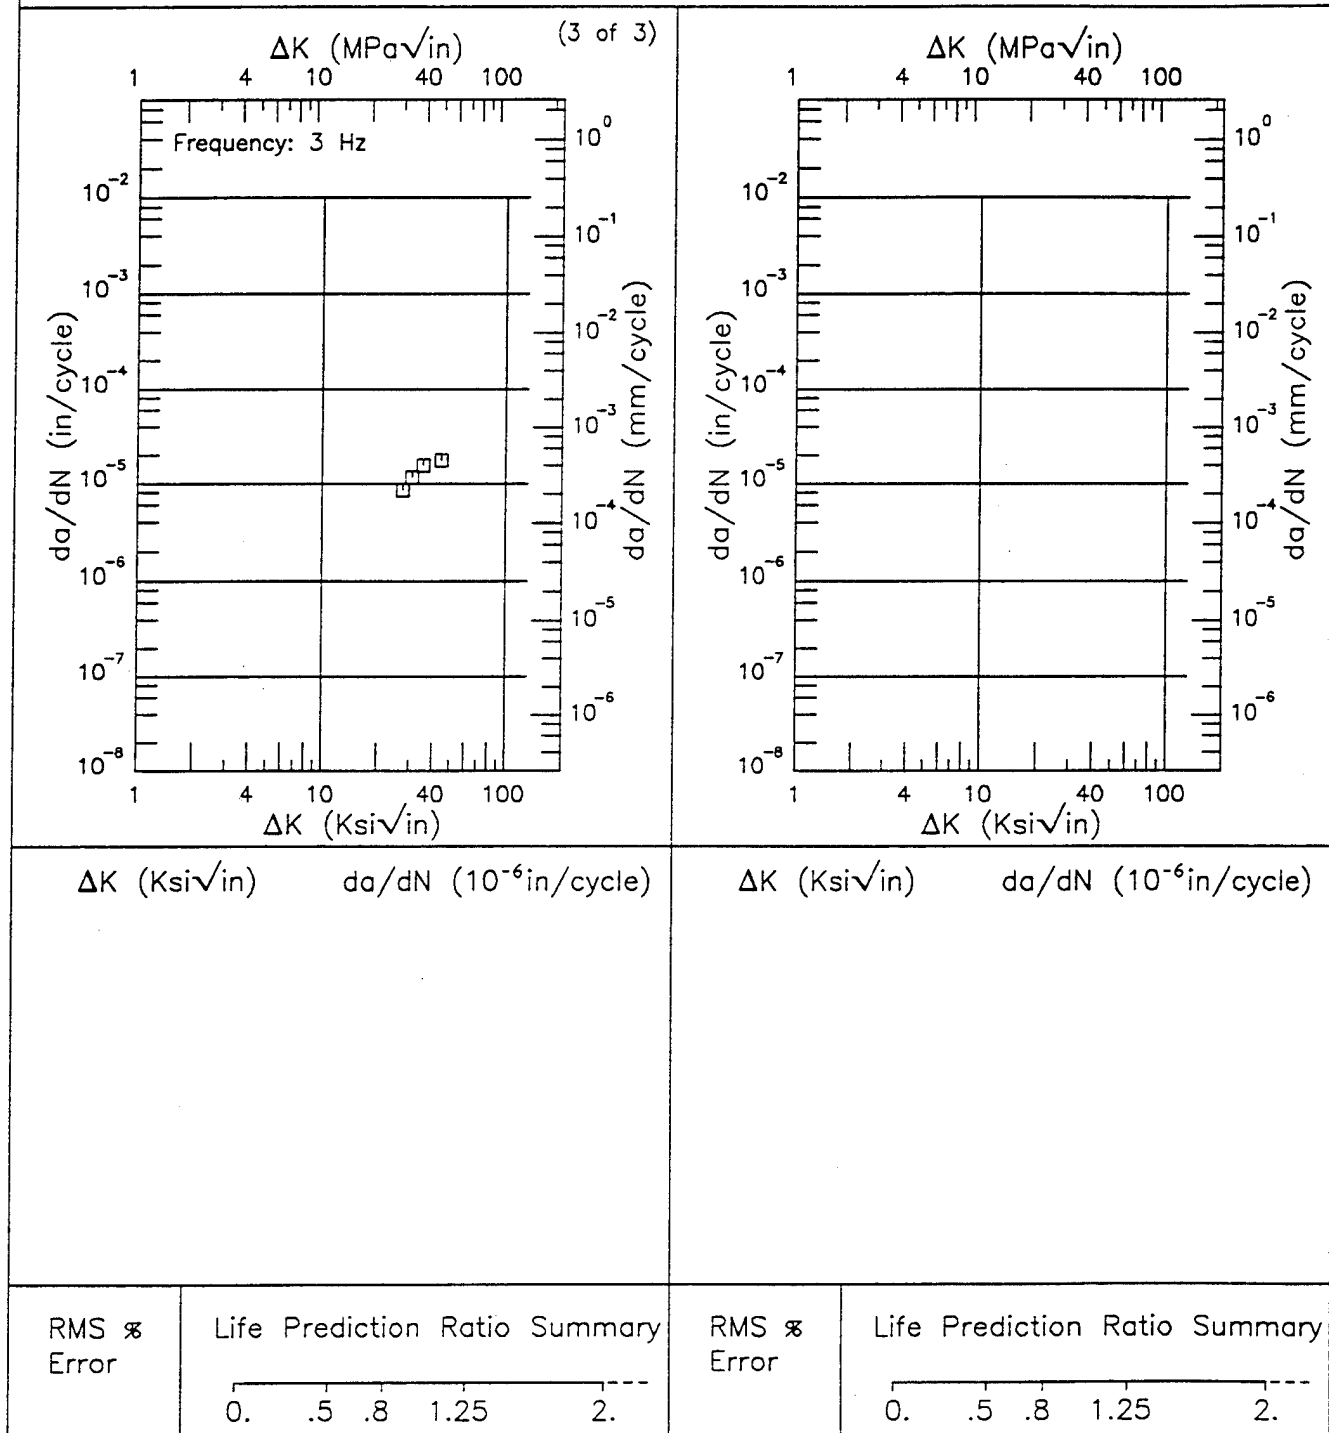 (3 of 3)
ΔK (MPa√in)
1 4 10 40 100
Frequency: 3 Hz
da/dN (in/cycle)
10⁻²
10⁻³
10⁻⁴
10⁻⁵
10⁻⁶
10⁻⁷
10⁻⁸
10⁰
10⁻¹
10⁻²
10⁻³
10⁻⁴
10⁻⁵
10⁻⁶
da/dN (mm/cycle)
1 4 10 40 100
ΔK (Ksi√in)
ΔK (MPa√in)
1 4 10 40 100
da/dN (in/cycle)
10⁻²
10⁻³
10⁻⁴
10⁻⁵
10⁻⁶
10⁻⁷
10⁻⁸
10⁰
10⁻¹
10⁻²
10⁻³
10⁻⁴
10⁻⁵
10⁻⁶
da/dN (mm/cycle)
1 4 10 40 100
ΔK (Ksi√in)
ΔK (Ksi√in) da/dN (10⁻⁶in/cycle)
ΔK (Ksi√in) da/dN (10⁻⁶in/cycle)
RMS %
Error
Life Prediction Ratio Summary
0. .5 .8 1.25 2.
RMS %
Error
Life Prediction Ratio Summary
0. .5 .8 1.25 2.